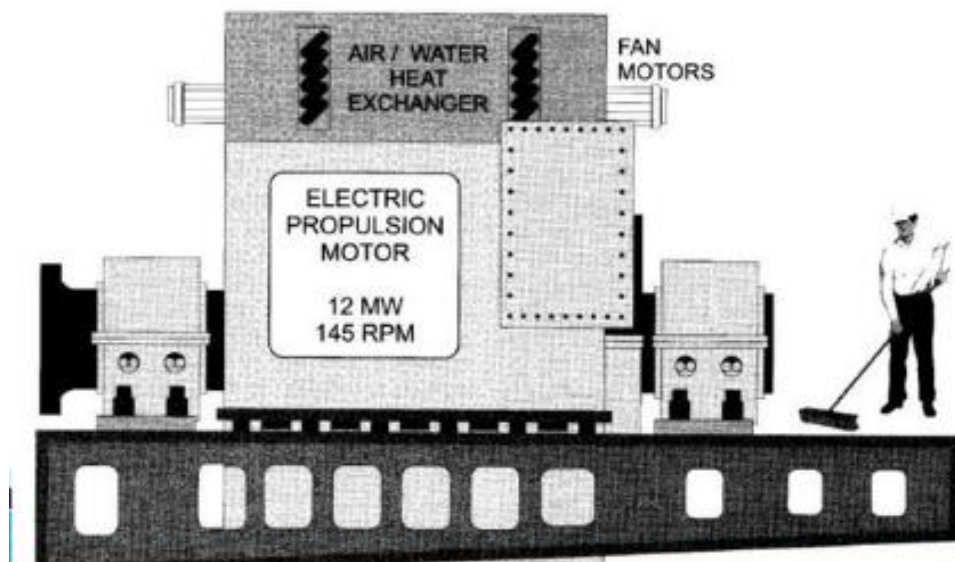 AIR / WATER
HEAT
EXCHANGER
FAN
MOTORS
ELECTRIC
PROPULSION
MOTOR
12 MW
145 RPM